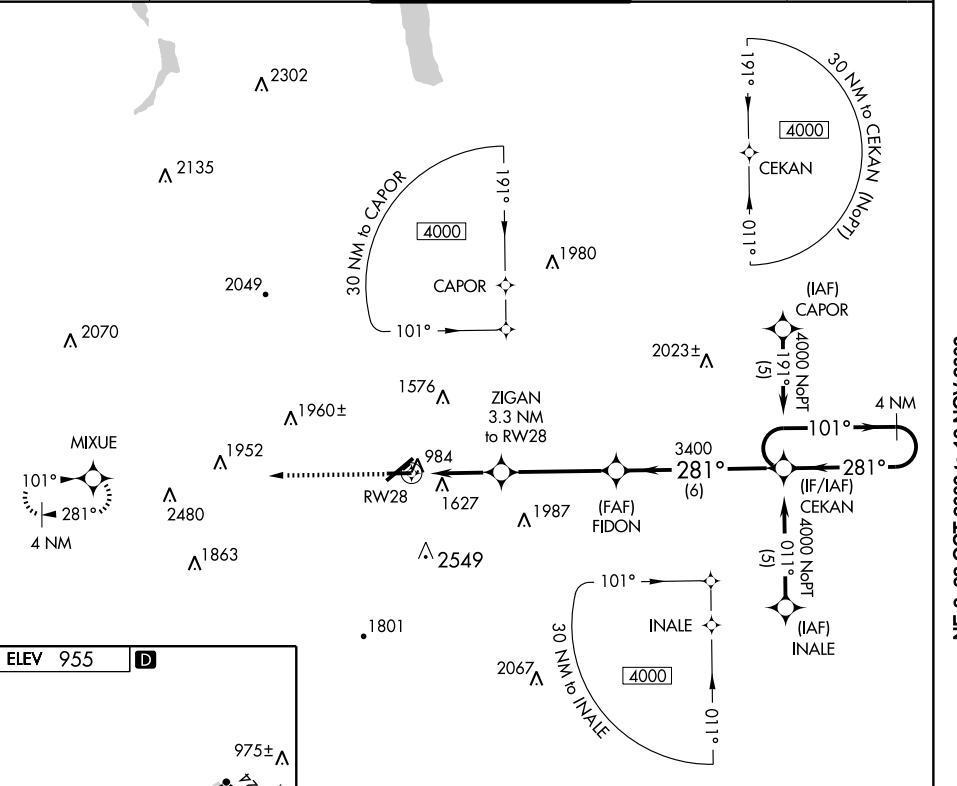 2302
2135
2049
2070
30 NM to CAPOR
4000
191°
CAPOR
101°
1980
191°
30 NM to CEKAN (NoPT)
4000
CEKAN
011°
(IAF)
CAPOR
4000 NoPT
191°
(5)
2023±
1576
ZIGAN
3.3 NM
to RW28
1960±
4 NM
101°
MIXUE
1952
984
3400
281°
(6)
281°
101°
RW28
(FAF)
FIDON
(IF/IAF)
CEKAN
281°
4 NM
2480
1627
1987
1863
2549
4000 NoPT
011°
(5)
(IAF)
INALE
101°
INALE
30 NM to INALE
4000
011°
1801
2067
ELEV 955
D
975±